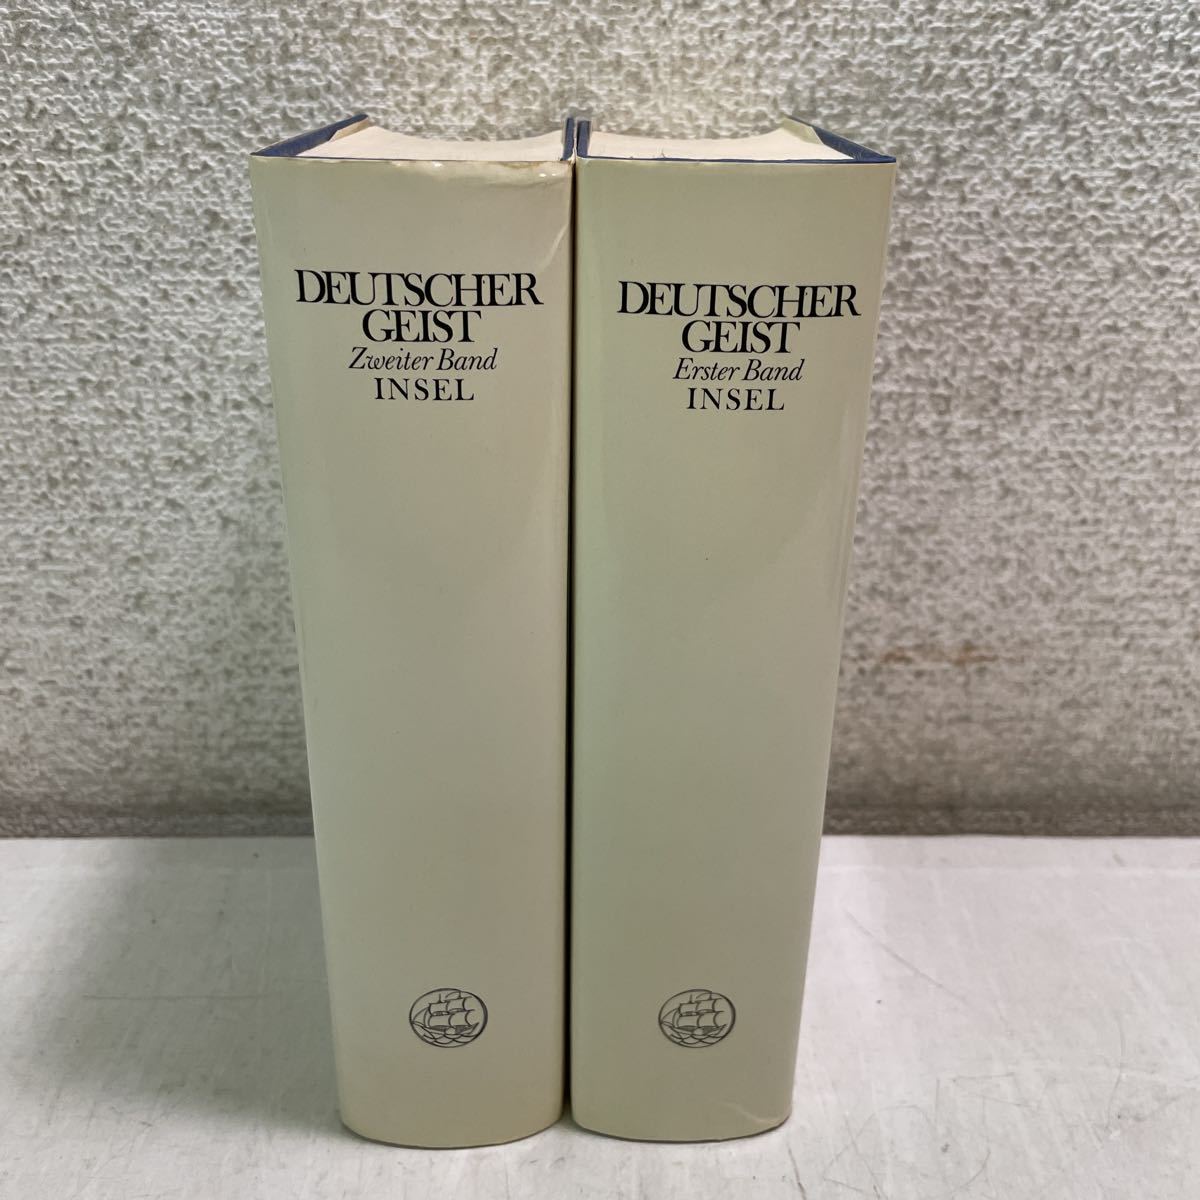 DEUTSCHER
GEIST
Zweiter Band
INSEL
DEUTSCHER
GEIST
Erster Band
INSEL